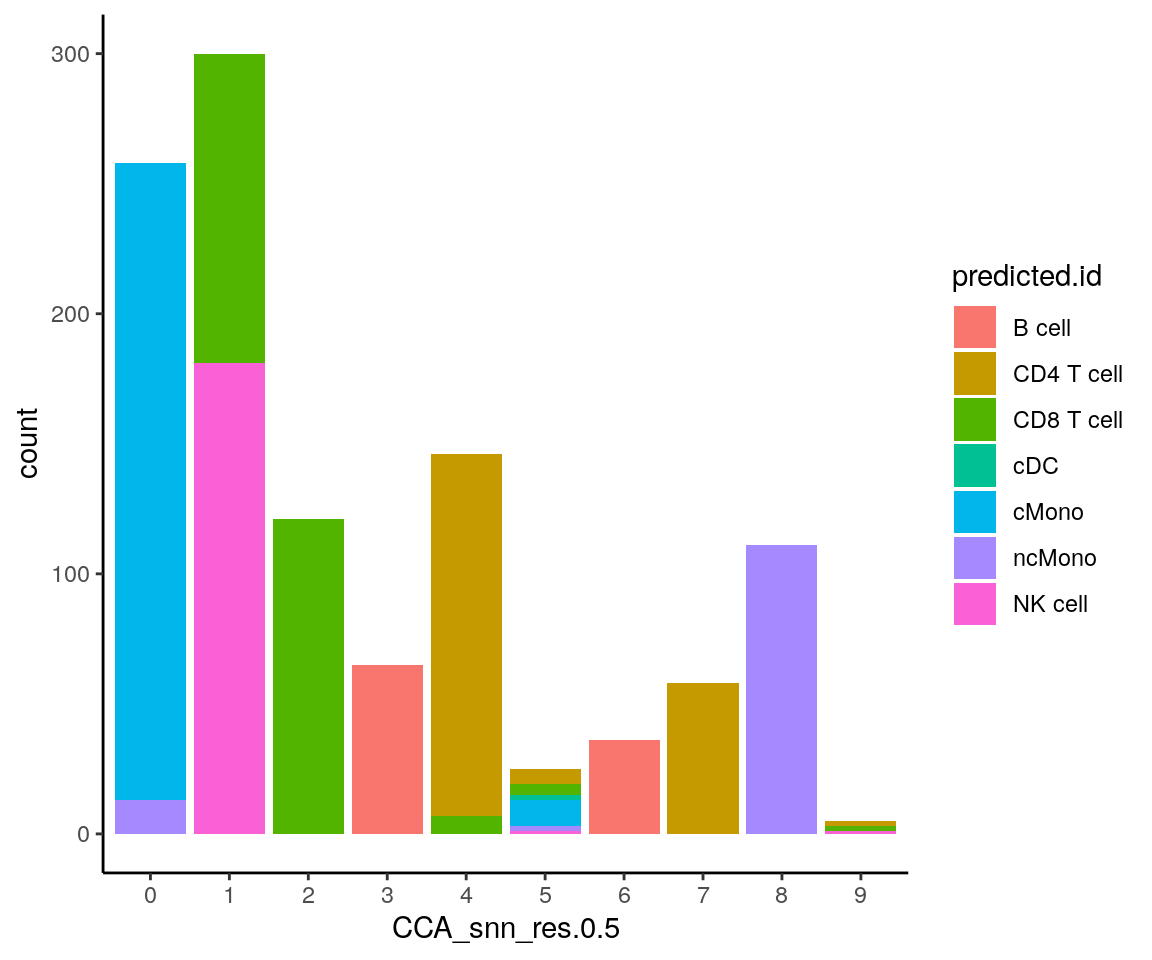 300
200
100
0
count
0 1 2 3 4 5 6 7 8 9
CCA_snn_res.0.5
predicted.id
B cell
CD4 T cell
CD8 T cell
cDC
cMono
ncMono
NK cell